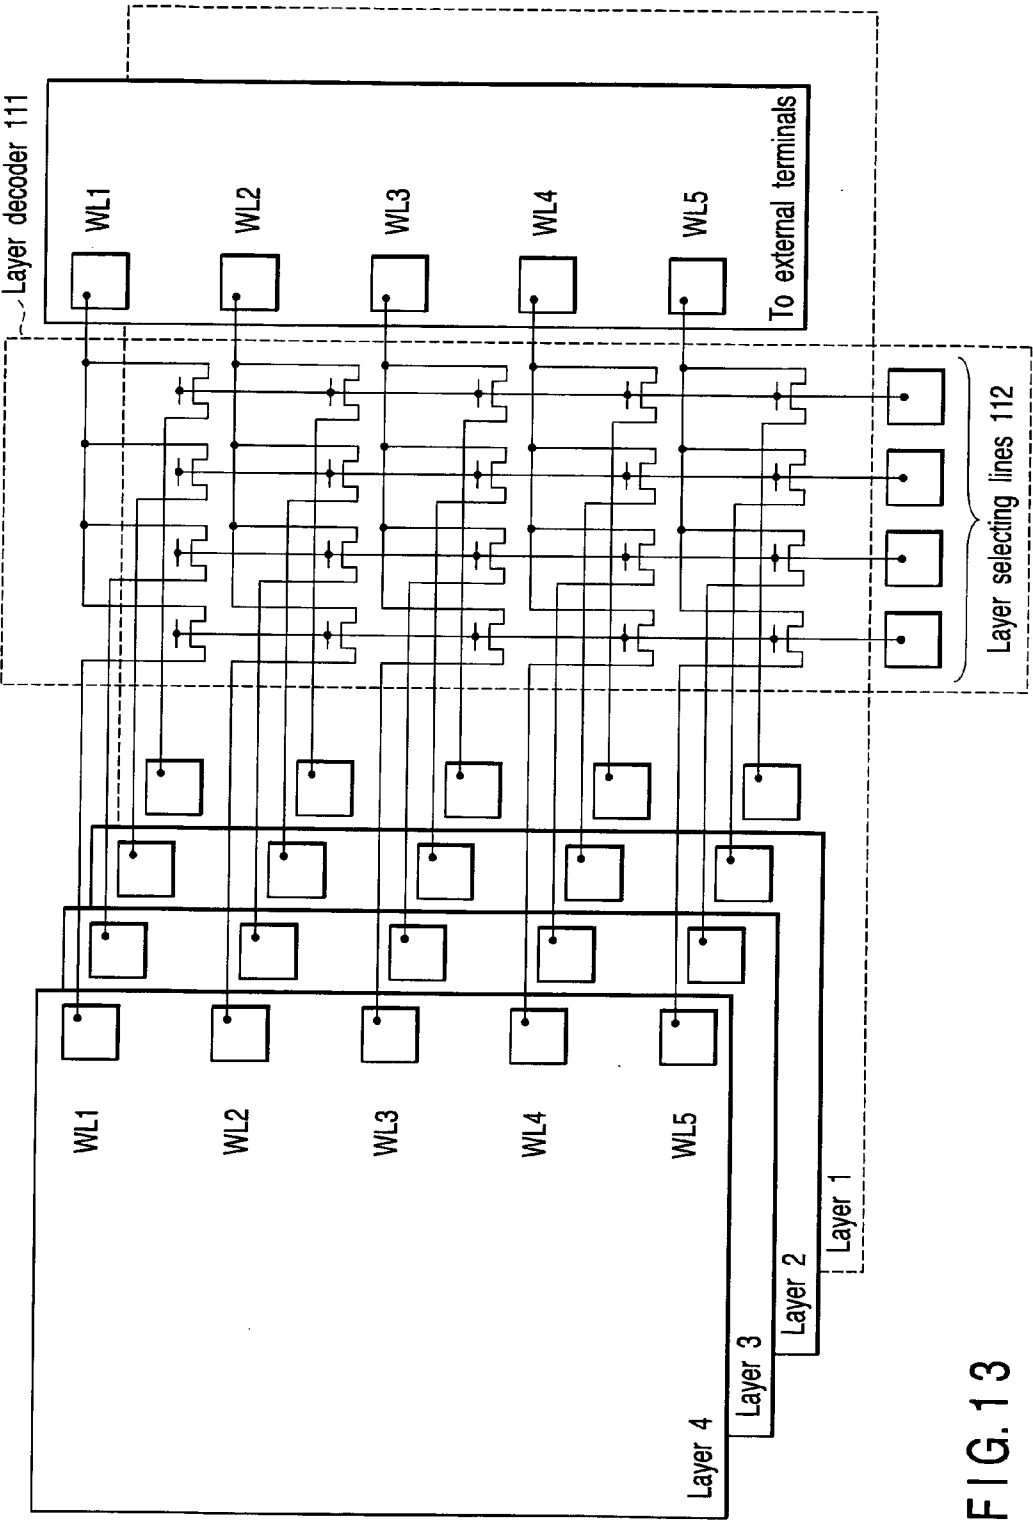 Layer decoder 111
WL1
WL2
WL3
WL4
WL5
To external terminals
Layer selecting lines 112
WL1
WL2
WL3
WL4
WL5
Layer 4
Layer 3
Layer 2
Layer 1
FIG. 13